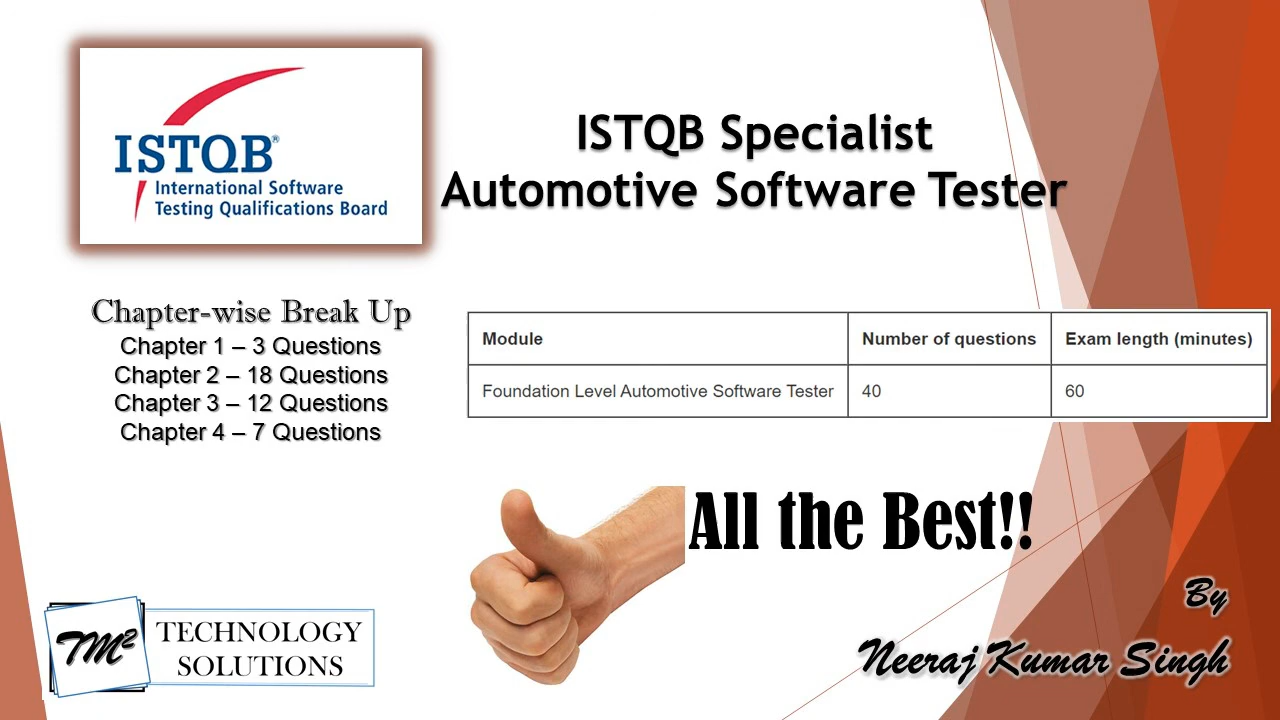 ISTQB®
International Software
Testing Qualifications Board
ISTQB Specialist
Automotive Software Tester
Chapter-wise Break Up
Chapter 1 – 3 Questions
Chapter 2 – 18 Questions
Chapter 3 – 12 Questions
Chapter 4 – 7 Questions
Module Number of questions Exam length (minutes)
Foundation Level Automotive Software Tester 40 60
All the Best!!
TM²
TECHNOLOGY
SOLUTIONS
By
Neeraj Kumar Singh